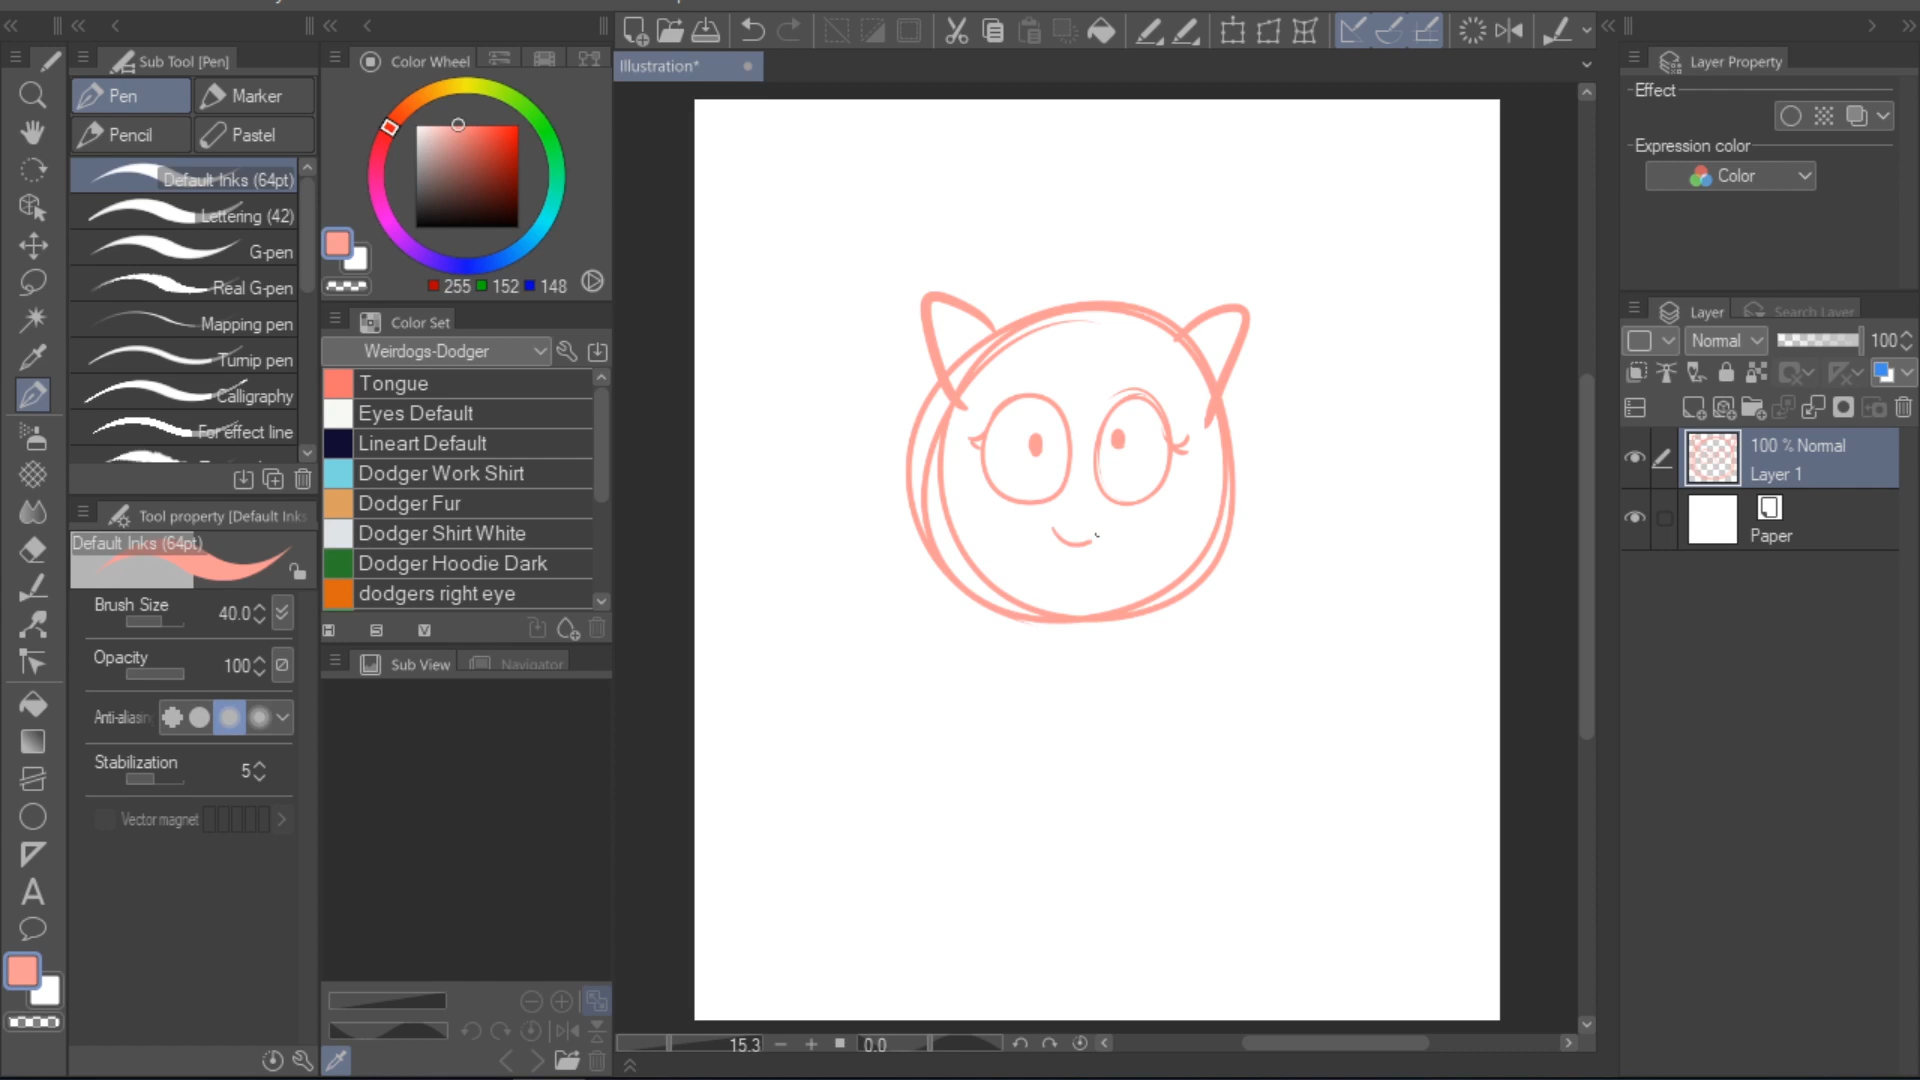 Sub Tool [Pen]
Pen
Marker
Pencil
Pastel
Default Inks (64pt)
Lettering (42)
G-pen
Real G-pen
Mapping pen
Turnip pen
Calligraphy
For effect line
Tool property [Default Inks
Default Inks (64pt)
Brush Size
40.0
Opacity
100
Anti-aliasin
Stabilization
5
Vector magnet
Color Wheel
255 152 148
Color Set
Weirdogs-Dodger
Tongue
Eyes Default
Lineart Default
Dodger Work Shirt
Dodger Fur
Dodger Shirt White
Dodger Hoodie Dark
dodgers right eye
H S V
Sub View
Navigator
Illustration*
15.3
0.0
Layer Property
Effect
Expression color
Color
Layer
Search Layer
Normal
100
100 % Normal
Layer 1
Paper